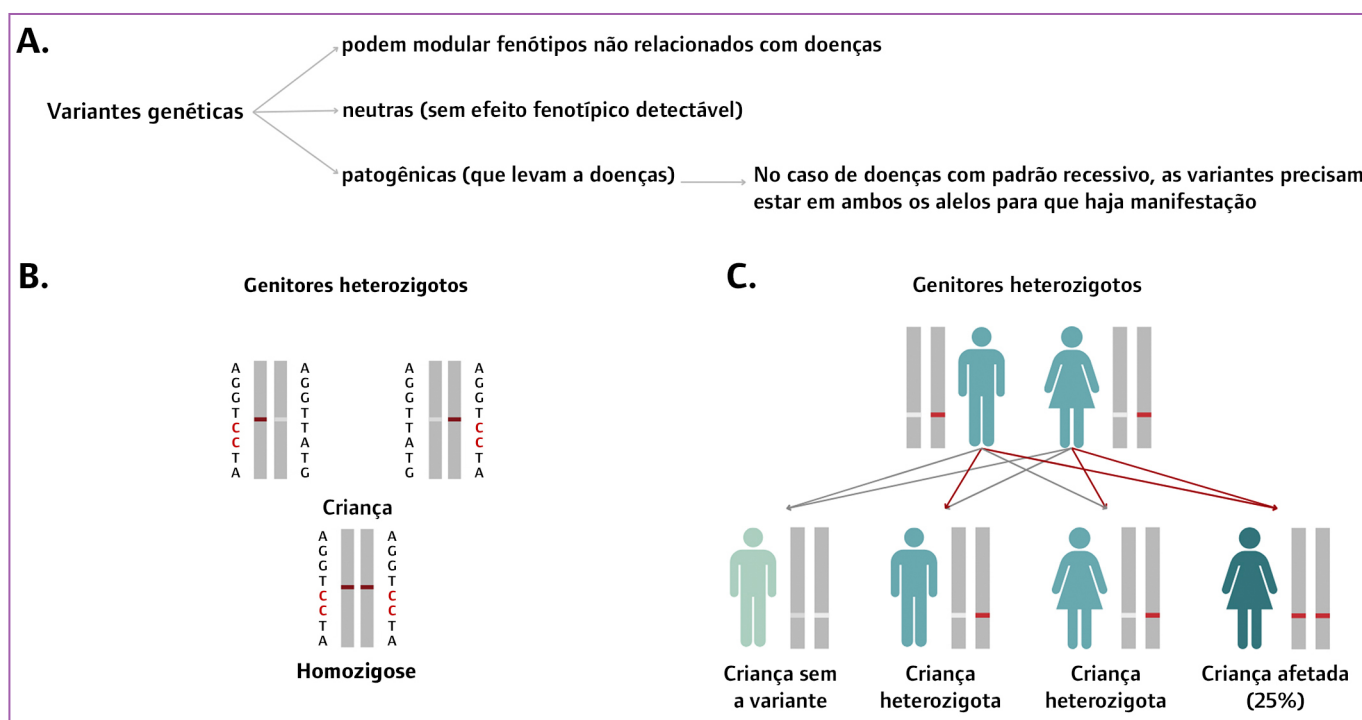 A.
podem modular fenótipos não relacionados com doenças
Variantes genéticas
neutras (sem efeito fenotípico detectável)
patogênicas (que levam a doenças)
No caso de doenças com padrão recessivo, as variantes precisam
estar em ambos os alelos para que haja manifestação
B.
Genitores heterozigotos
A
G
G
T
C
C
T
A
A
G
G
T
T
A
T
G
A
G
G
T
T
A
T
G
A
G
G
T
C
C
T
A
Criança
A
G
G
T
C
C
T
A
A
G
G
T
C
C
T
A
Homozigose
C.
Genitores heterozigotos
Criança sem
a variante
Criança
heterozigota
Criança
heterozigota
Criança afetada
(25%)